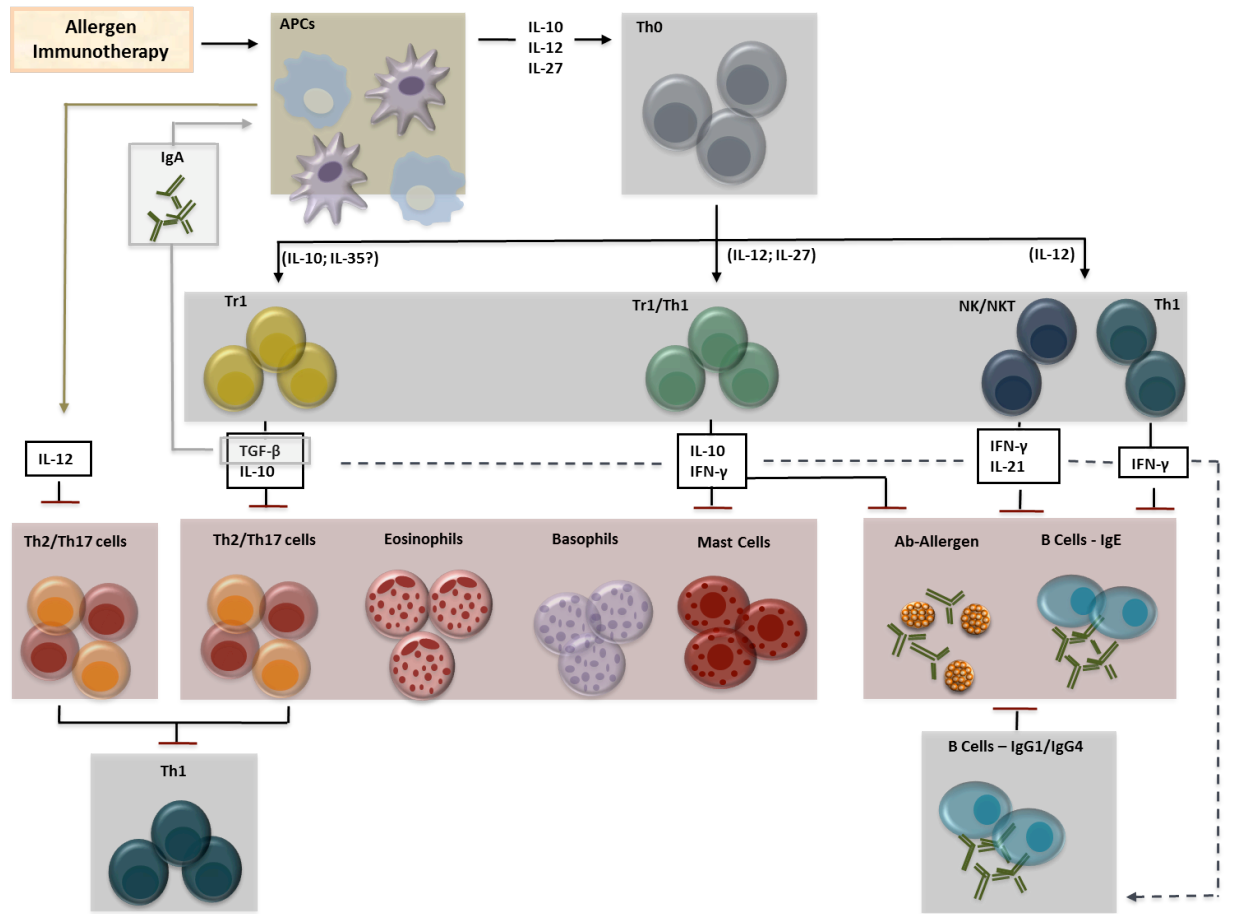 Allergen
Immunotherapy
APCs
IL-10
IL-12
IL-27
Th0
IgA
(IL-10; IL-35?)
(IL-12; IL-27)
(IL-12)
Tr1
Tr1/Th1
NK/NKT
Th1
IL-12
TGF-β
IL-10
IL-10
IFN-γ
IFN-γ
IL-21
IFN-γ
Th2/Th17 cells
Th2/Th17 cells
Eosinophils
Basophils
Mast Cells
Ab-Allergen
B Cells - IgE
Th1
B Cells – IgG1/IgG4